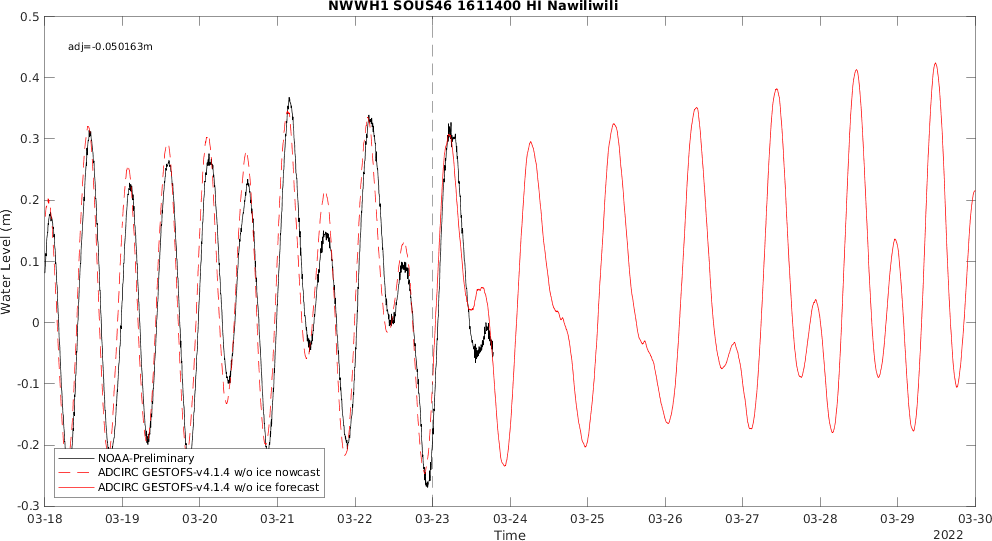 NWWH1 SOUS46 1611400 HI Nawiliwili
adj=-0.050163m
0.5
0.4
0.3
0.2
0.1
0
-0.1
-0.2
-0.3
Water Level (m)
NOAA-Preliminary
ADCIRC GESTOFS-v4.1.4 w/o ice nowcast
ADCIRC GESTOFS-v4.1.4 w/o ice forecast
03-18 03-19 03-20 03-21 03-22 03-23 03-24 03-25 03-26 03-27 03-28 03-29 03-30
Time
2022